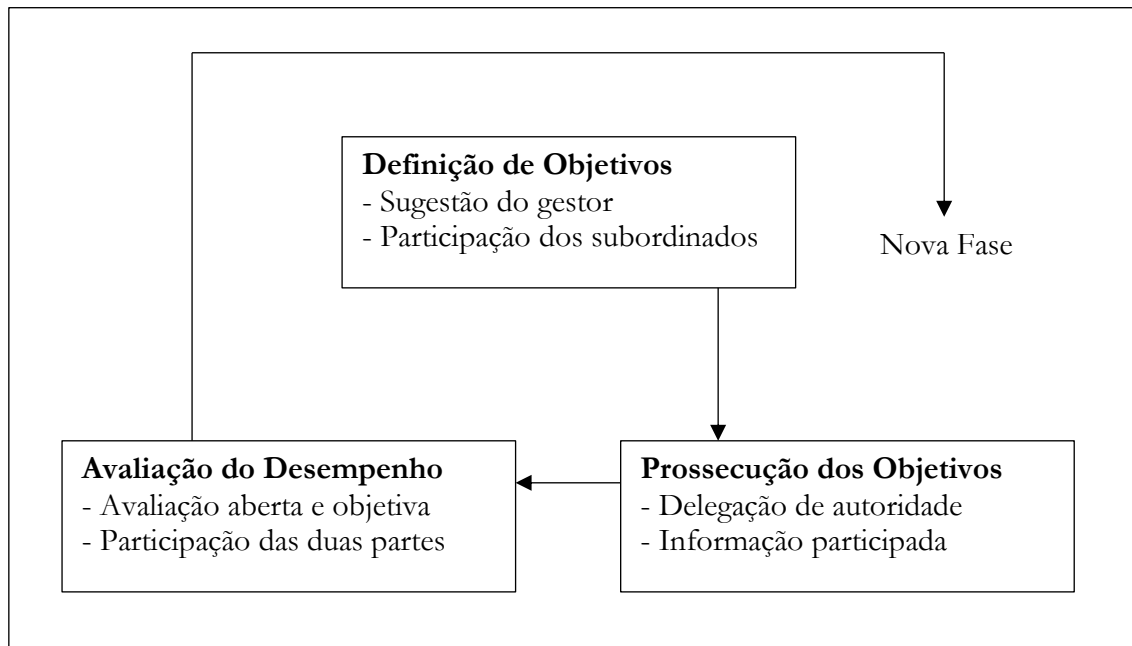 Definição de Objetivos
- Sugestão do gestor
- Participação dos subordinados
Nova Fase
Avaliação do Desempenho
- Avaliação aberta e objetiva
- Participação das duas partes
Prossecução dos Objetivos
- Delegação de autoridade
- Informação participada